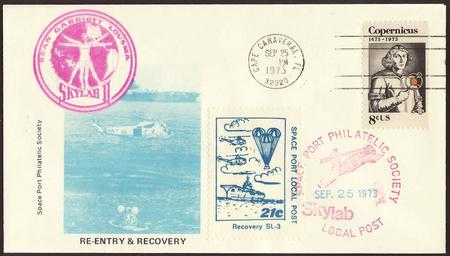 BEAN GARRIOTT LOUSMA
SKYLAB II
Space Port Philatelic Society
RE-ENTRY & RECOVERY
CAPE CANAVERAL, FL
SEP 25
PM
1973
32920
Copernicus
1473-1973
8¢US
SPACE PORT LOCAL POST
21c
Recovery SL-3
PORT PHILATELIC SOCIETY
SEP. 25 1973
Skylab
LOCAL POST